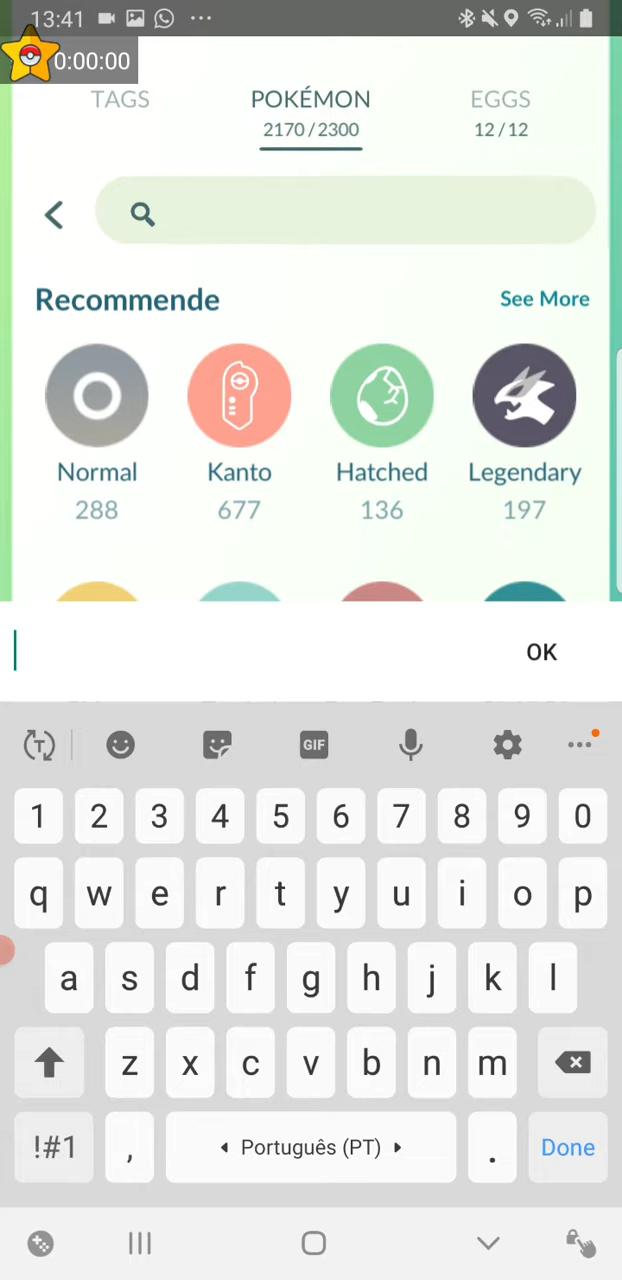 13:41
0:00:00
TAGS POKÉMON EGGS
2170/2300 12/12
Recommende See More
Normal Kanto Hatched Legendary
288 677 136 197
OK
T GIF
1 2 3 4 5 6 7 8 9 0
q w e r t y u i o p
a s d f g h j k l
z x c v b n m
!#1 , Português (PT) . Done